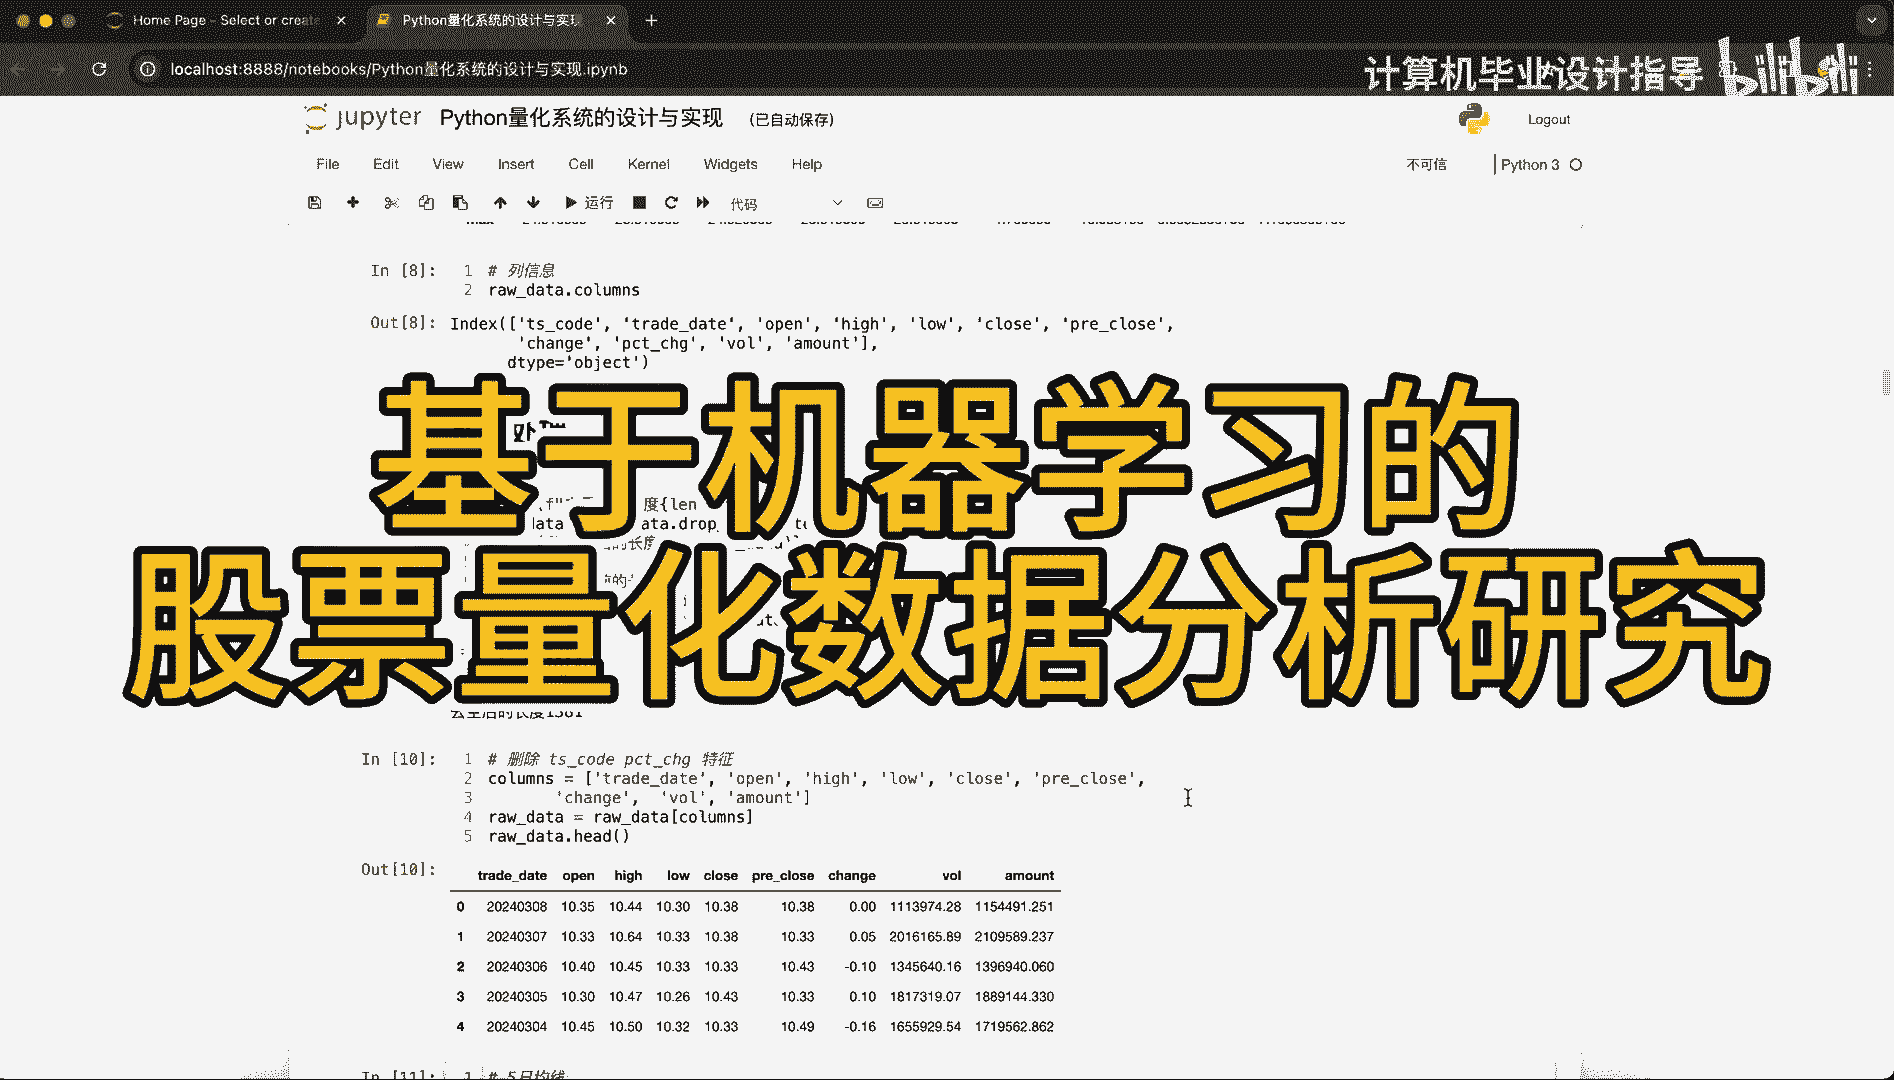 Home Page - Select or create
Python量化系统的设计与实
localhost:8888/notebooks/Python量化系统的设计与实现.ipynb
计算机毕业设计指导
bilibili
jupyter Python量化系统的设计与实现 (已自动保存)
Logout
File Edit View Insert Cell Kernel Widgets Help
不可信 Python 3
运行 代码
In [8]:
1 # 列信息
2 raw_data.columns
Out[8]: Index(['ts_code', 'trade_date', 'open', 'high', 'low', 'close', 'pre_close',
'change', 'pct_chg', 'vol', 'amount'],
dtype='object')
基于机器学习的
股票量化数据分析研究
In [10]:
1 # 删除 ts_code pct_chg 特征
2 columns = ['trade_date', 'open', 'high', 'low', 'close', 'pre_close',
3 'change', 'vol', 'amount']
4 raw_data = raw_data[columns]
5 raw_data.head()
Out[10]:
trade_date open high low close pre_close change vol amount
0 20240308 10.35 10.44 10.30 10.38 10.38 0.00 1113974.28 1154491.251
1 20240307 10.33 10.64 10.33 10.38 10.33 0.05 2016165.89 2109589.237
2 20240306 10.40 10.45 10.33 10.33 10.43 -0.10 1345640.16 1396940.060
3 20240305 10.30 10.47 10.26 10.43 10.33 0.10 1817319.07 1889144.330
4 20240304 10.45 10.50 10.32 10.33 10.49 -0.16 1655929.54 1719562.862
In [11]: 1 # 5日均线